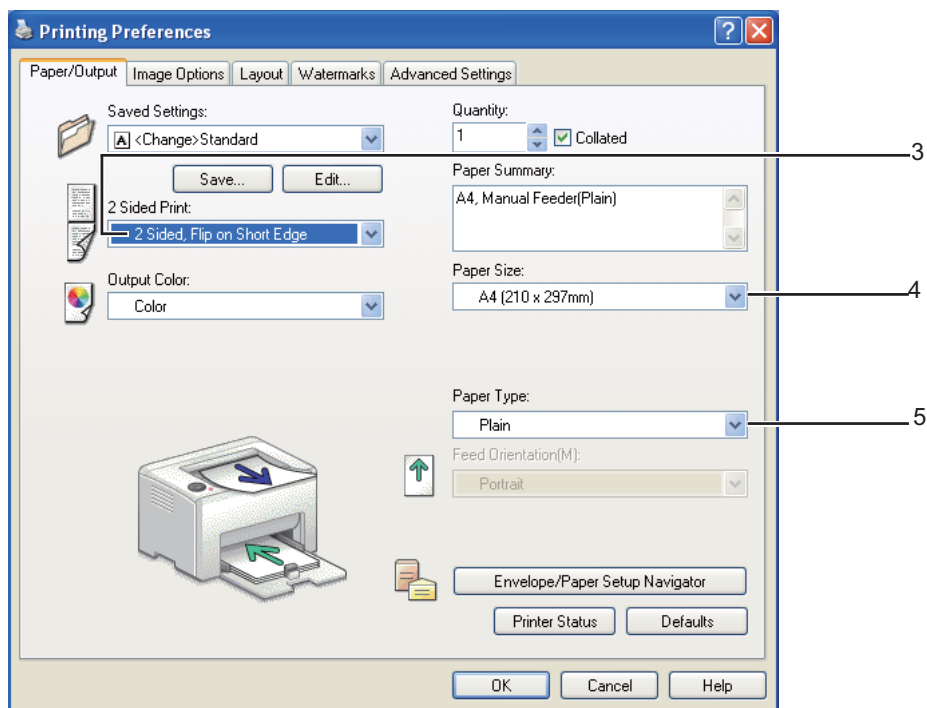 Printing Preferences
Paper/Output Image Options Layout Watermarks Advanced Settings
Saved Settings:
A <Change>Standard
Save... Edit...
2 Sided Print:
2 Sided, Flip on Short Edge
Output Color:
Color
Quantity:
1 Collated
3
Paper Summary:
A4, Manual Feeder(Plain)
Paper Size:
A4 (210 x 297mm)
4
Paper Type:
Plain
5
Feed Orientation(M):
Portrait
Envelope/Paper Setup Navigator
Printer Status Defaults
OK Cancel Help